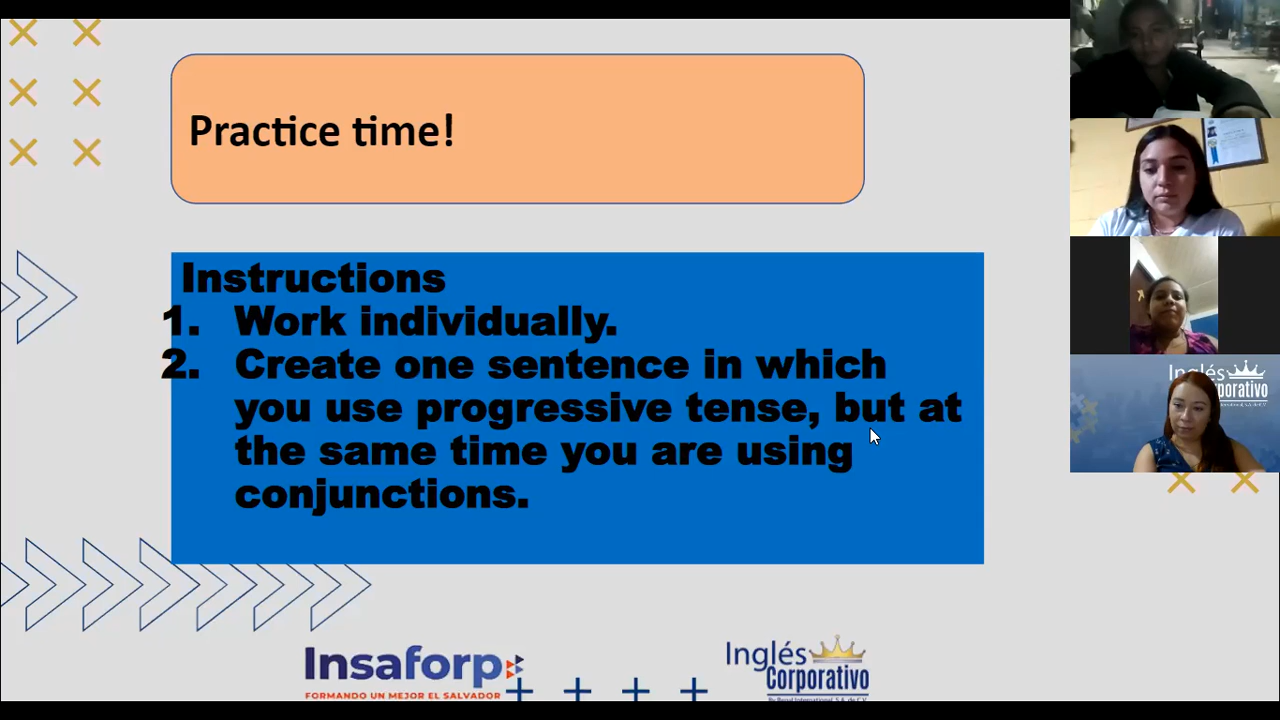 Practice time!
Instructions
1. Work individually.
2. Create one sentence in which
you use progressive tense, but at
the same time you are using
conjunctions.
Insaforp
FORMANDO UN MEJOR EL SALVADOR
Inglés
Corporativo
Inglés
porativo